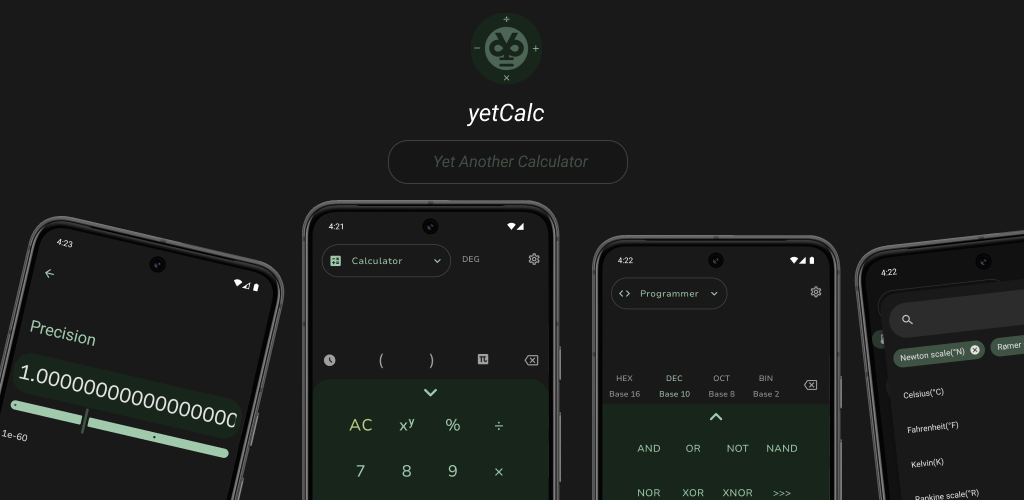 ÷
−
+
×
yetCalc
Yet Another Calculator
4:23
Precision
1.0000000000000000
1e-60
4:21
Calculator
DEG
( )
AC xʸ % ÷
7 8 9 ×
4:22
Programmer
HEX DEC OCT BIN
Base 16 Base 10 Base 8 Base 2
AND OR NOT NAND
NOR XOR XNOR >>>
4:22
Newton scale(°N) Rømer
Celsius(°C)
Fahrenheit(°F)
Kelvin(K)
Rankine scale(°R)